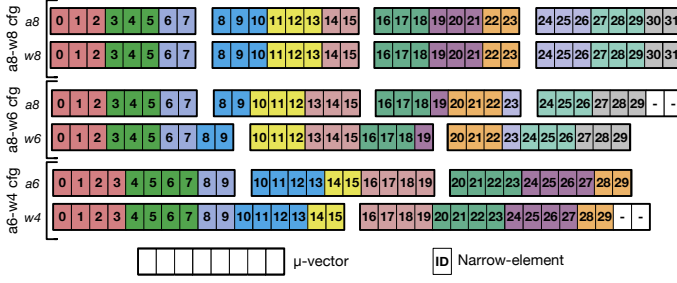 a8-w8 cfg
a8 0 1 2 3 4 5 6 7 8 9 10 11 12 13 14 15 16 17 18 19 20 21 22 23 24 25 26 27 28 29 30 31
w8 0 1 2 3 4 5 6 7 8 9 10 11 12 13 14 15 16 17 18 19 20 21 22 23 24 25 26 27 28 29 30 31
a8-w6 cfg
a8 0 1 2 3 4 5 6 7 8 9 10 11 12 13 14 15 16 17 18 19 20 21 22 23 24 25 26 27 28 29 - -
w6 0 1 2 3 4 5 6 7 8 9 10 11 12 13 14 15 16 17 18 19 20 21 22 23 24 25 26 27 28 29
a6-w4 cfg
a6 0 1 2 3 4 5 6 7 8 9 10 11 12 13 14 15 16 17 18 19 20 21 22 23 24 25 26 27 28 29
w4 0 1 2 3 4 5 6 7 8 9 10 11 12 13 14 15 16 17 18 19 20 21 22 23 24 25 26 27 28 29 - -
μ-vector ID Narrow-element